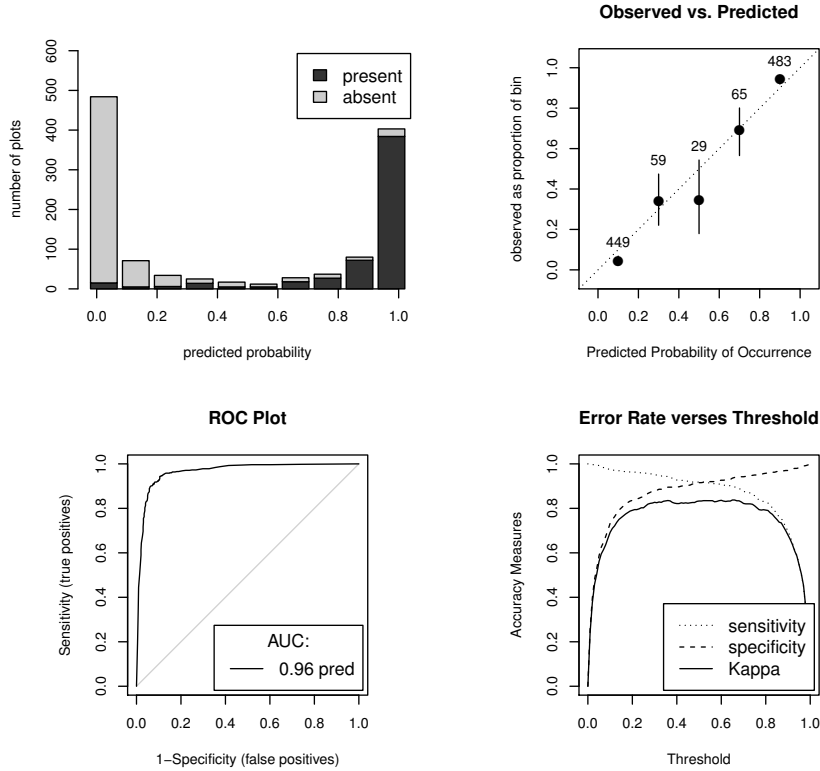 number of plots
600
500
400
300
200
100
0
present
absent
0.0 0.2 0.4 0.6 0.8 1.0
predicted probability
Observed vs. Predicted
observed as proportion of bin
1.0
0.8
0.6
0.4
0.2
0.0
449
59
29
65
483
0.0 0.2 0.4 0.6 0.8 1.0
Predicted Probability of Occurrence
ROC Plot
Sensitivity (true positives)
1.0
0.8
0.6
0.4
0.2
0.0
AUC:
0.96 pred
0.0 0.2 0.4 0.6 0.8 1.0
1−Specificity (false positives)
Error Rate verses Threshold
Accuracy Measures
1.0
0.8
0.6
0.4
0.2
0.0
sensitivity
specificity
Kappa
0.0 0.2 0.4 0.6 0.8 1.0
Threshold